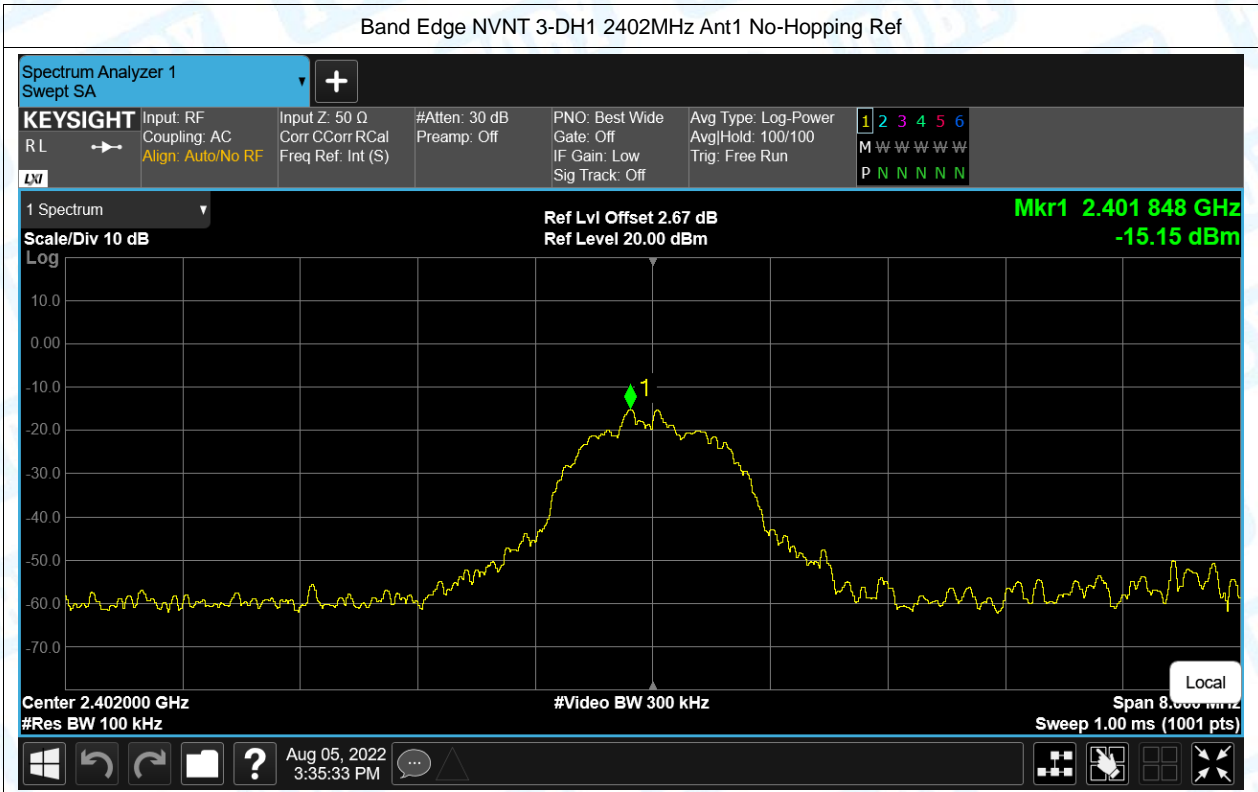 Band Edge NVNT 3-DH1 2402MHz Ant1 No-Hopping Ref
Spectrum Analyzer 1
Swept SA
KEYSIGHT
R L
LXI
Input: RF
Coupling: AC
Align: Auto/No RF
Input Z: 50 Ω
Corr CCorr RCal
Freq Ref: Int (S)
#Atten: 30 dB
Preamp: Off
PNO: Best Wide
Gate: Off
IF Gain: Low
Sig Track: Off
Avg Type: Log-Power
Avg|Hold: 100/100
Trig: Free Run
1 2 3 4 5 6
M W W W W W
P N N N N N
1 Spectrum
Scale/Div 10 dB
Ref Lvl Offset 2.67 dB
Ref Level 20.00 dBm
Mkr1 2.401 848 GHz
-15.15 dBm
Log
10.0
0.00
-10.0
-20.0
-30.0
-40.0
-50.0
-60.0
-70.0
1
Center 2.402000 GHz
#Res BW 100 kHz
#Video BW 300 kHz
Local
Span 8.000 MHz
Sweep 1.00 ms (1001 pts)
?
Aug 05, 2022
3:35:33 PM